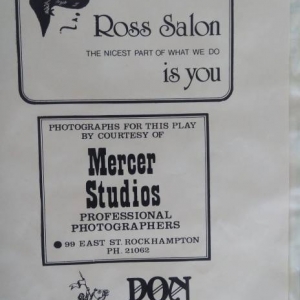 Ross Salon
THE NICEST PART OF WHAT WE DO
is you
PHOTOGRAPHS FOR THIS PLAY
BY COURTESY OF
Mercer
Studios
PROFESSIONAL
PHOTOGRAPHERS
● 99 EAST ST. ROCKHAMPTON
PH. 21062
DON